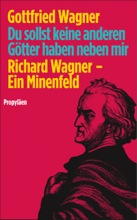 Gottfried Wagner
Du sollst keine anderen
Götter haben neben mir
Richard Wagner –
Ein Minenfeld
Propyläen